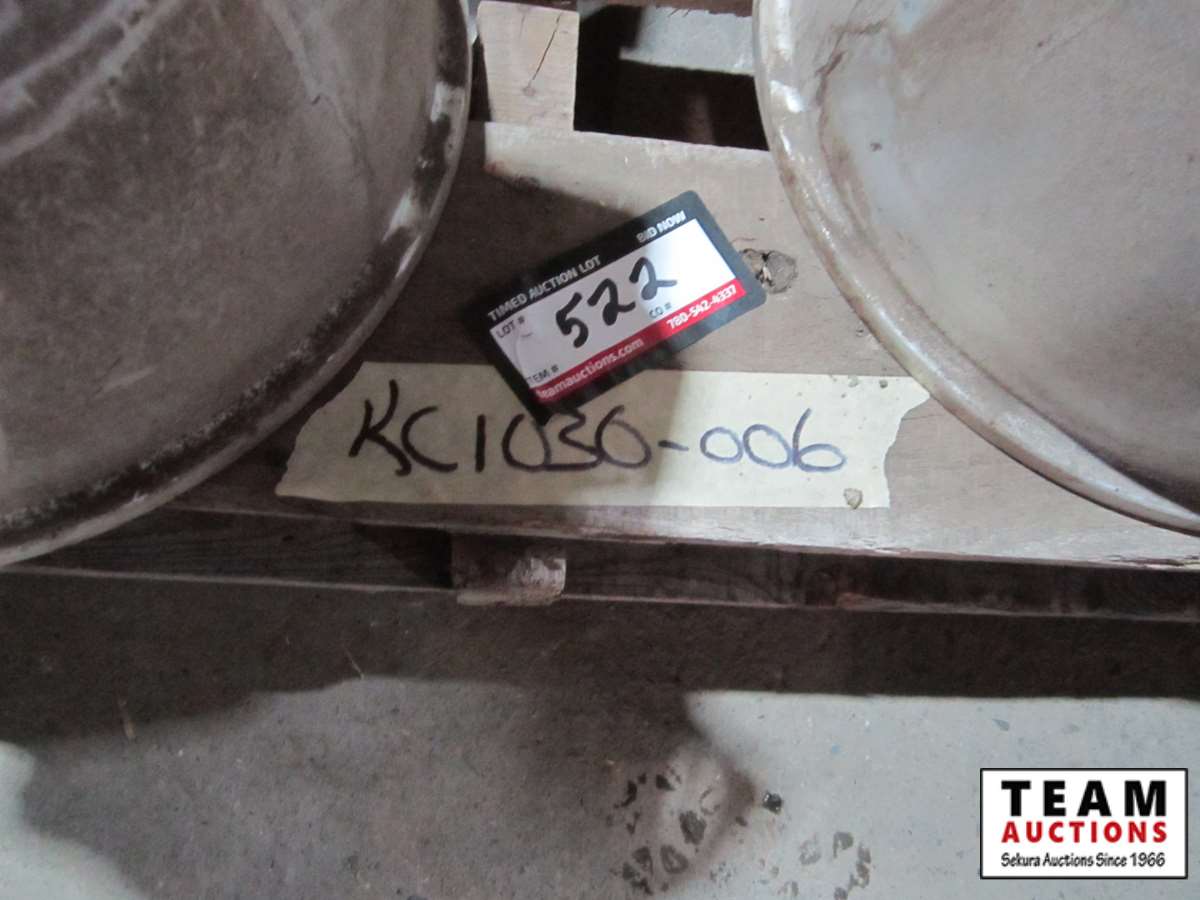 TIMED AUCTION LOT BID NOW
LOT #
522
CO #
ITEM #
teamauctions.com 780-542-4337
KC1030-006
TEAM
AUCTIONS
Sekura Auctions Since 1966